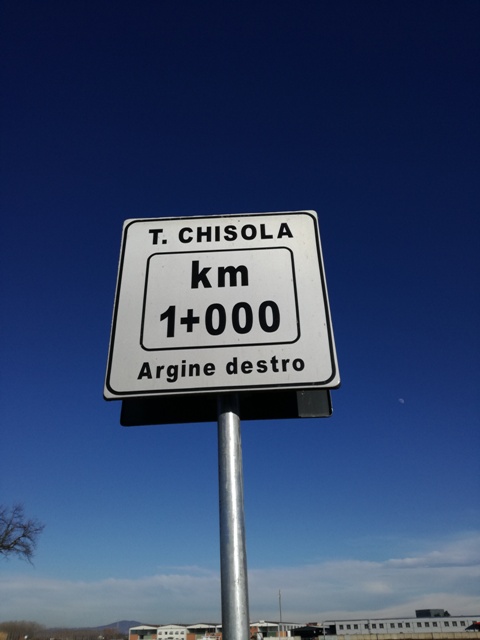 T. CHISOLA
km
1+000
Argine destro